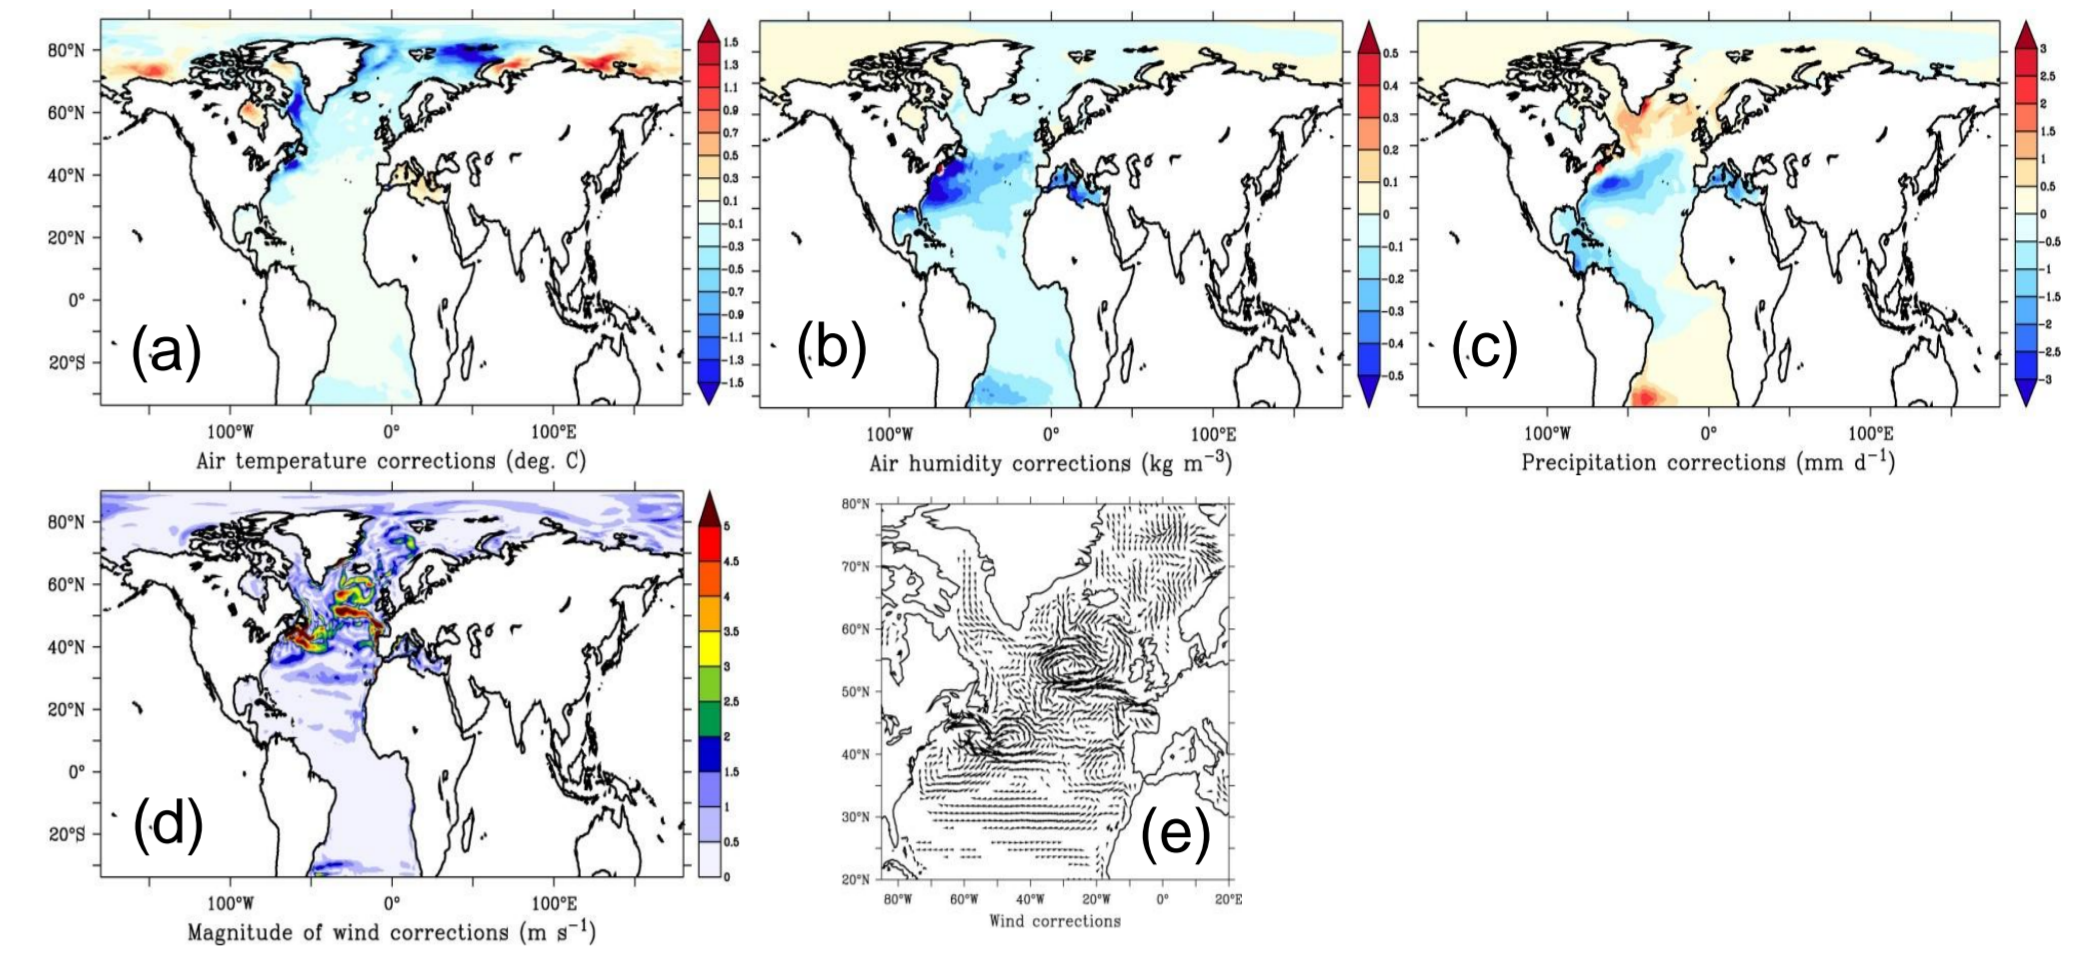 80°N
60°N
40°N
20°N
0°
20°S
100°W 0° 100°E
1.5
1.3
1.1
0.9
0.7
0.5
0.3
0.1
-0.1
-0.3
-0.5
-0.7
-0.9
-1.1
-1.3
-1.5
(a)
Air temperature corrections (deg. C)
100°W 0° 100°E
0.5
0.4
0.3
0.2
0.1
0
-0.1
-0.2
-0.3
-0.4
-0.5
(b)
Air humidity corrections (kg m⁻³)
100°W 0° 100°E
3
2.5
2
1.5
1
0.5
0
-0.5
-1
-1.5
-2
-2.5
-3
(c)
Precipitation corrections (mm d⁻¹)
80°N
60°N
40°N
20°N
0°
20°S
100°W 0° 100°E
5
4.5
4
3.5
3
2.5
2
1.5
1
0.5
0
(d)
Magnitude of wind corrections (m s⁻¹)
80°N
70°N
60°N
50°N
40°N
30°N
20°N
80°W 60°W 40°W 20°W 0° 20°E
(e)
Wind corrections